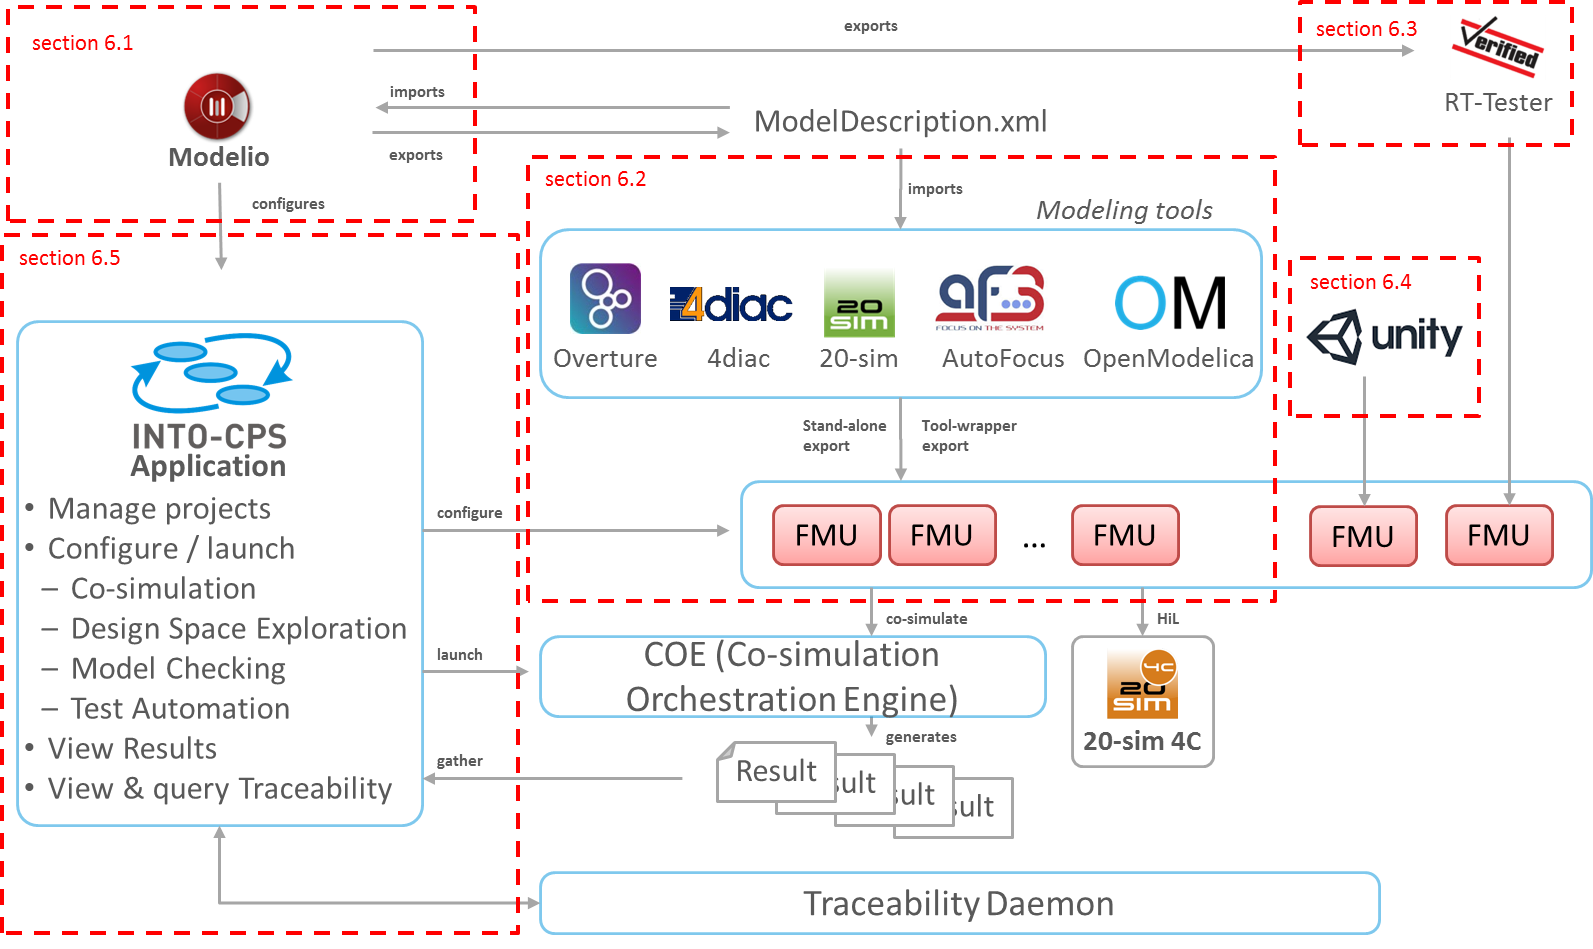 section 6.1
exports
section 6.3
Verified
RT-Tester
imports
ModelDescription.xml
exports
Modelio
configures
section 6.2
imports
Modeling tools
section 6.5
section 6.4
4diac
20
sim
AF3
FOCUS ON THE SYSTEM
OM
unity
Overture
4diac
20-sim
AutoFocus
OpenModelica
INTO-CPS
Application
Stand-alone
export
Tool-wrapper
export
• Manage projects
• Configure / launch
– Co-simulation
– Design Space Exploration
– Model Checking
– Test Automation
• View Results
• View & query Traceability
configure
FMU
FMU
...
FMU
FMU
FMU
co-simulate
HiL
launch
COE (Co-simulation
Orchestration Engine)
4C
20
sim
20-sim 4C
generates
gather
Result
sult
sult
sult
Traceability Daemon